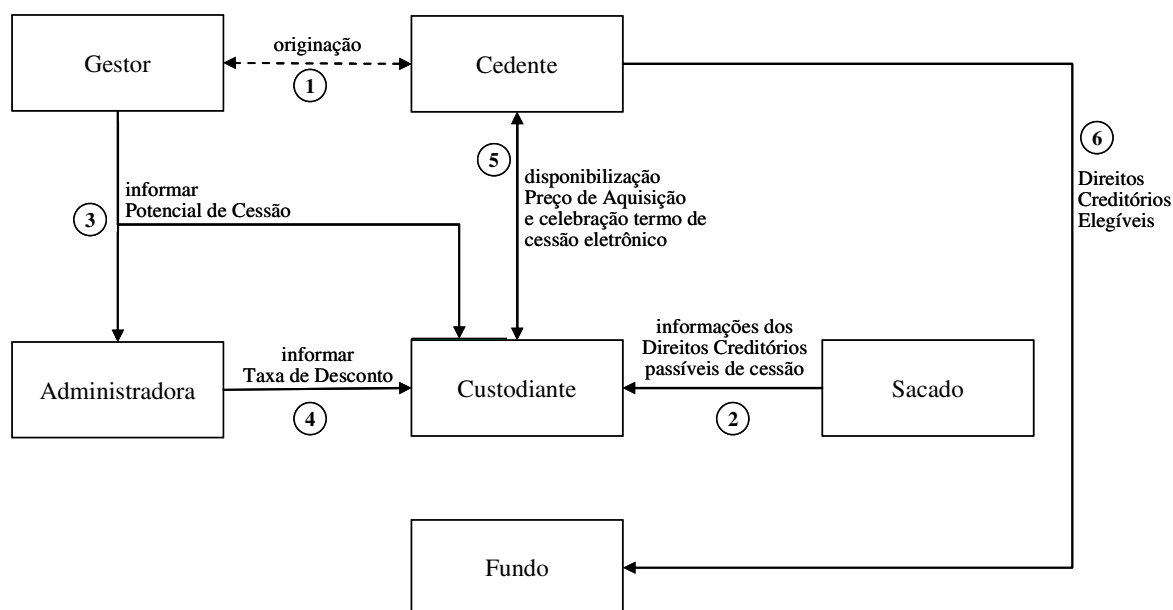 Gestor
originação
1
Cedente
6
Direitos
Creditórios
Elegíveis
5
disponibilização
Preço de Aquisição
e celebração termo de
cessão eletrônico
3
informar
Potencial de Cessão
Administradora
informar
Taxa de Desconto
4
Custodiante
informações dos
Direitos Creditórios
passíveis de cessão
2
Sacado
Fundo